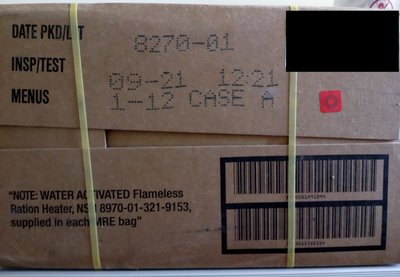 DATE PKD/LOT 8270-01
INSP/TEST 09-21 12:21
MENUS 1-12 CASE A
"NOTE: WATER ACTIVATED Flameless
Ration Heater, NSN 8970-01-321-9153,
supplied in each MRE bag"